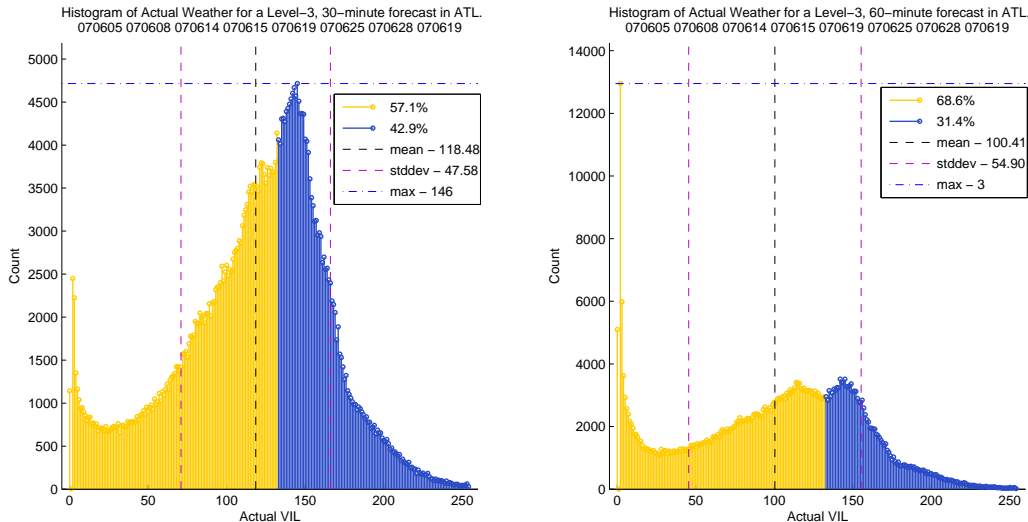 Histogram of Actual Weather for a Level−3, 30−minute forecast in ATL.
070605 070608 070614 070615 070619 070625 070628 070619
5000
4500
4000
3500
3000
2500
2000
1500
1000
500
0
Count
57.1%
42.9%
mean − 118.48
stddev − 47.58
max − 146
0 50 100 150 200 250
Actual VIL
Histogram of Actual Weather for a Level−3, 60−minute forecast in ATL.
070605 070608 070614 070615 070619 070625 070628 070619
14000
12000
10000
8000
6000
4000
2000
0
Count
68.6%
31.4%
mean − 100.41
stddev − 54.90
max − 3
0 50 100 150 200 250
Actual VIL